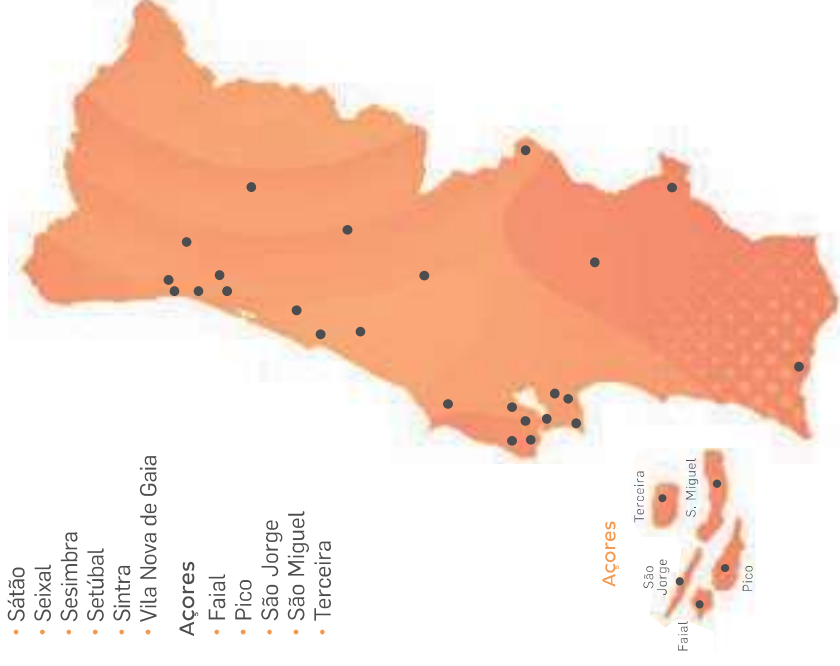 • Sátão
• Seixal
• Sesimbra
• Setúbal
• Sintra
• Vila Nova de Gaia
Açores
• Faial
• Pico
• São Jorge
• São Miguel
• Terceira
Açores
Terceira
S. Miguel
São
Jorge
Pico
Faial